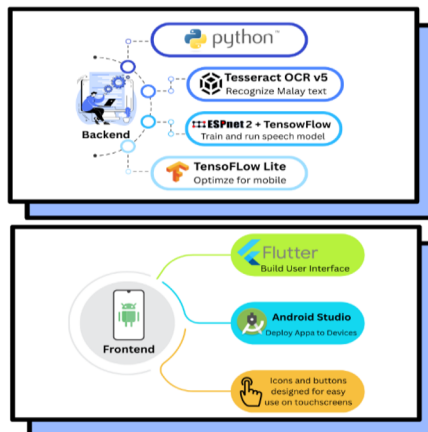 python™
Tesseract OCR v5
Recognize Malay text
Backend
ESPnet 2 + TensowFlow
Train and run speech model
TensoFLow Lite
Optimze for mobile
Flutter
Build User Interface
Android Studio
Deploy Appa to Devices
Frontend
Icons and buttons
designed for easy
use on touchscreens